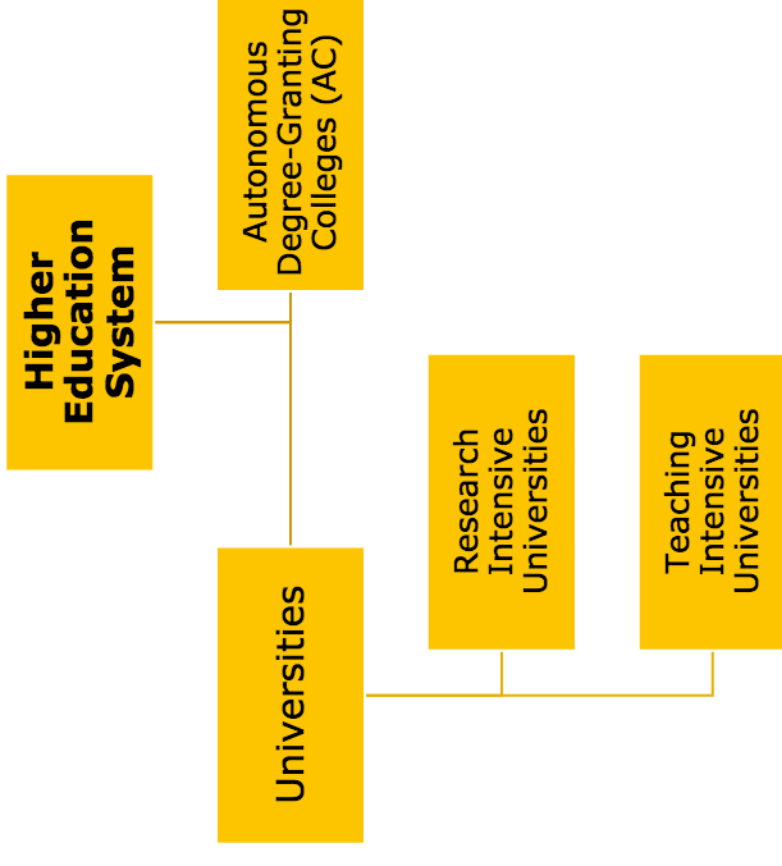 Higher
Education
System
Universities
Autonomous
Degree-Granting
Colleges (AC)
Research
Intensive
Universities
Teaching
Intensive
Universities